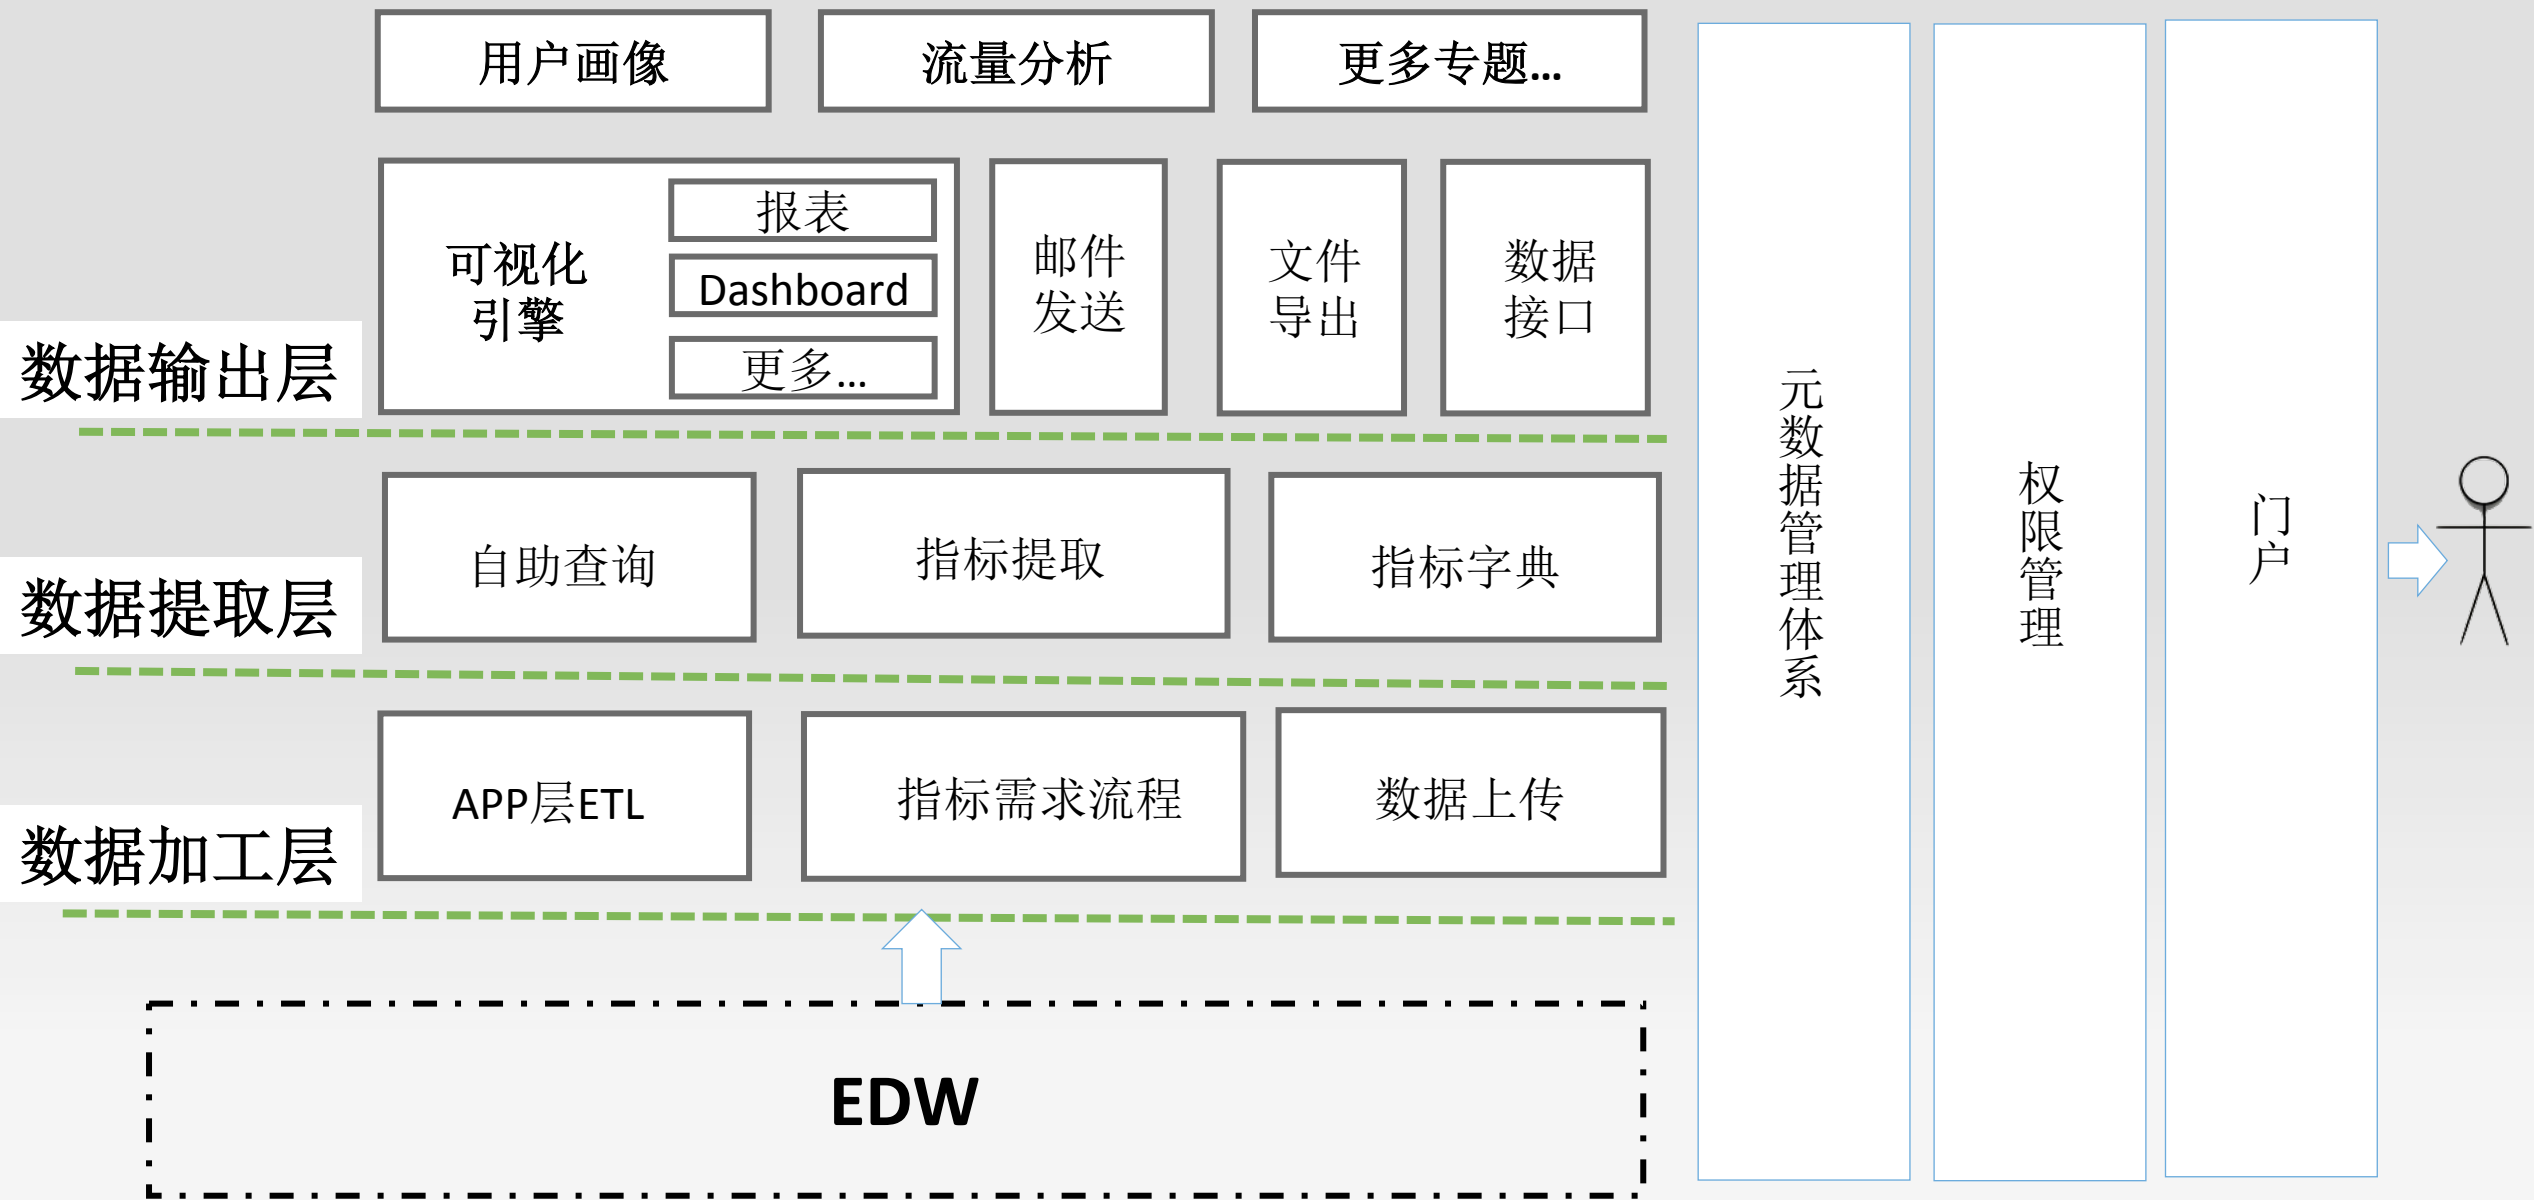 用户画像
流量分析
更多专题...
可视化
引擎
报表
Dashboard
更多...
邮件
发送
文件
导出
数据
接口
数据输出层
自助查询
指标提取
指标字典
数据提取层
APP层ETL
指标需求流程
数据上传
数据加工层
EDW
元数据管理体系
权限管理
门户